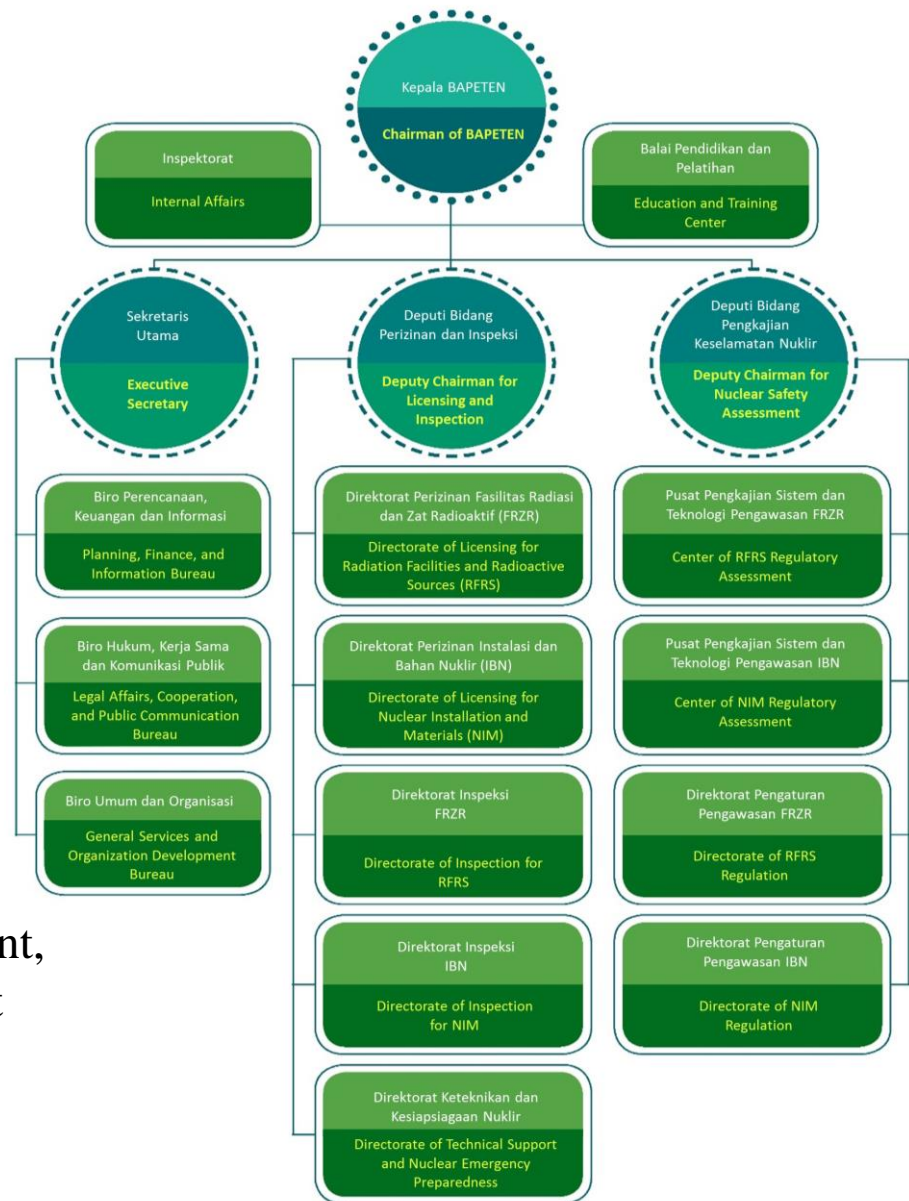 Kepala BAPETEN
Chairman of BAPETEN
Inspektorat
Internal Affairs
Balai Pendidikan dan
Pelatihan
Education and Training
Center
Sekretaris
Utama
Executive
Secretary
Deputi Bidang
Perizinan dan Inspeksi
Deputy Chairman for
Licensing and
Inspection
Deputi Bidang
Pengkajian
Keselamatan Nuklir
Deputy Chairman for
Nuclear Safety
Assessment
Biro Perencanaan,
Keuangan dan Informasi
Planning, Finance, and
Information Bureau
Biro Hukum, Kerja Sama
dan Komunikasi Publik
Legal Affairs, Cooperation,
and Public Communication
Bureau
Biro Umum dan Organisasi
General Services and
Organization Development
Bureau
Direktorat Perizinan Fasilitas Radiasi
dan Zat Radioaktif (FRZR)
Directorate of Licensing for
Radiation Facilities and Radioactive
Sources (RFRS)
Direktorat Perizinan Instalasi dan
Bahan Nuklir (IBN)
Directorate of Licensing for
Nuclear Installation and
Materials (NIM)
Direktorat Inspeksi
FRZR
Directorate of Inspection for
RFRS
Direktorat Inspeksi
IBN
Directorate of Inspection
for NIM
Direktorat Keteknikan dan
Kesiapsiagaan Nuklir
Directorate of Technical Support
and Nuclear Emergency
Preparedness
Pusat Pengkajian Sistem dan
Teknologi Pengawasan FRZR
Center of RFRS Regulatory
Assessment
Pusat Pengkajian Sistem dan
Teknologi Pengawasan IBN
Center of NIM Regulatory
Assessment
Direktorat Pengaturan
Pengawasan FRZR
Directorate of RFRS
Regulation
Direktorat Pengaturan
Pengawasan IBN
Directorate of NIM
Regulation
nt,
t